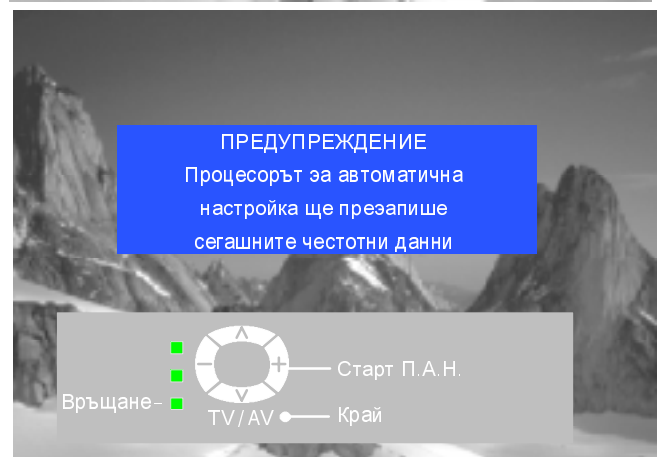 ПРЕДУПРЕЖДЕНИЕ
Процесорът эа автоматична
настройка ще преэапише
сегашните честотни данни
Старт П.А.Н.
Връщане
TV/AV
Край